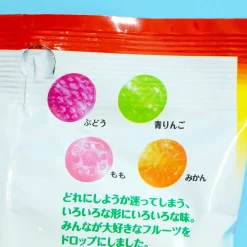 ぶどう
青りんご
もも
みかん
どれにしようか迷ってしまう、
いろいろな形にいろいろな味。
みんなが大好きなフルーツを
ドロップにしました。